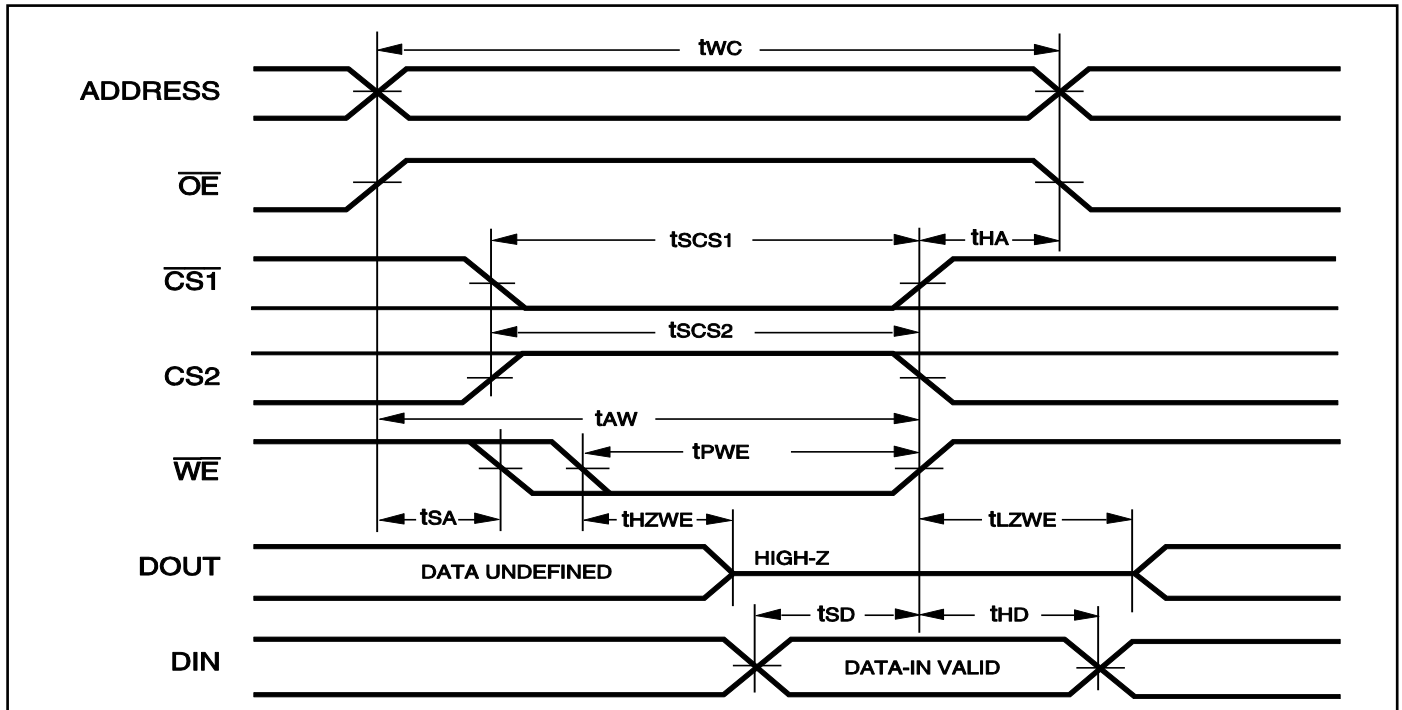 tWC
ADDRESS
OE
tSCS1
tHA
CS1
tSCS2
CS2
tAW
WE
tPWE
tSA
tHZWE
tLZWE
DOUT
DATA UNDEFINED
HIGH-Z
tSD
tHD
DIN
DATA-IN VALID